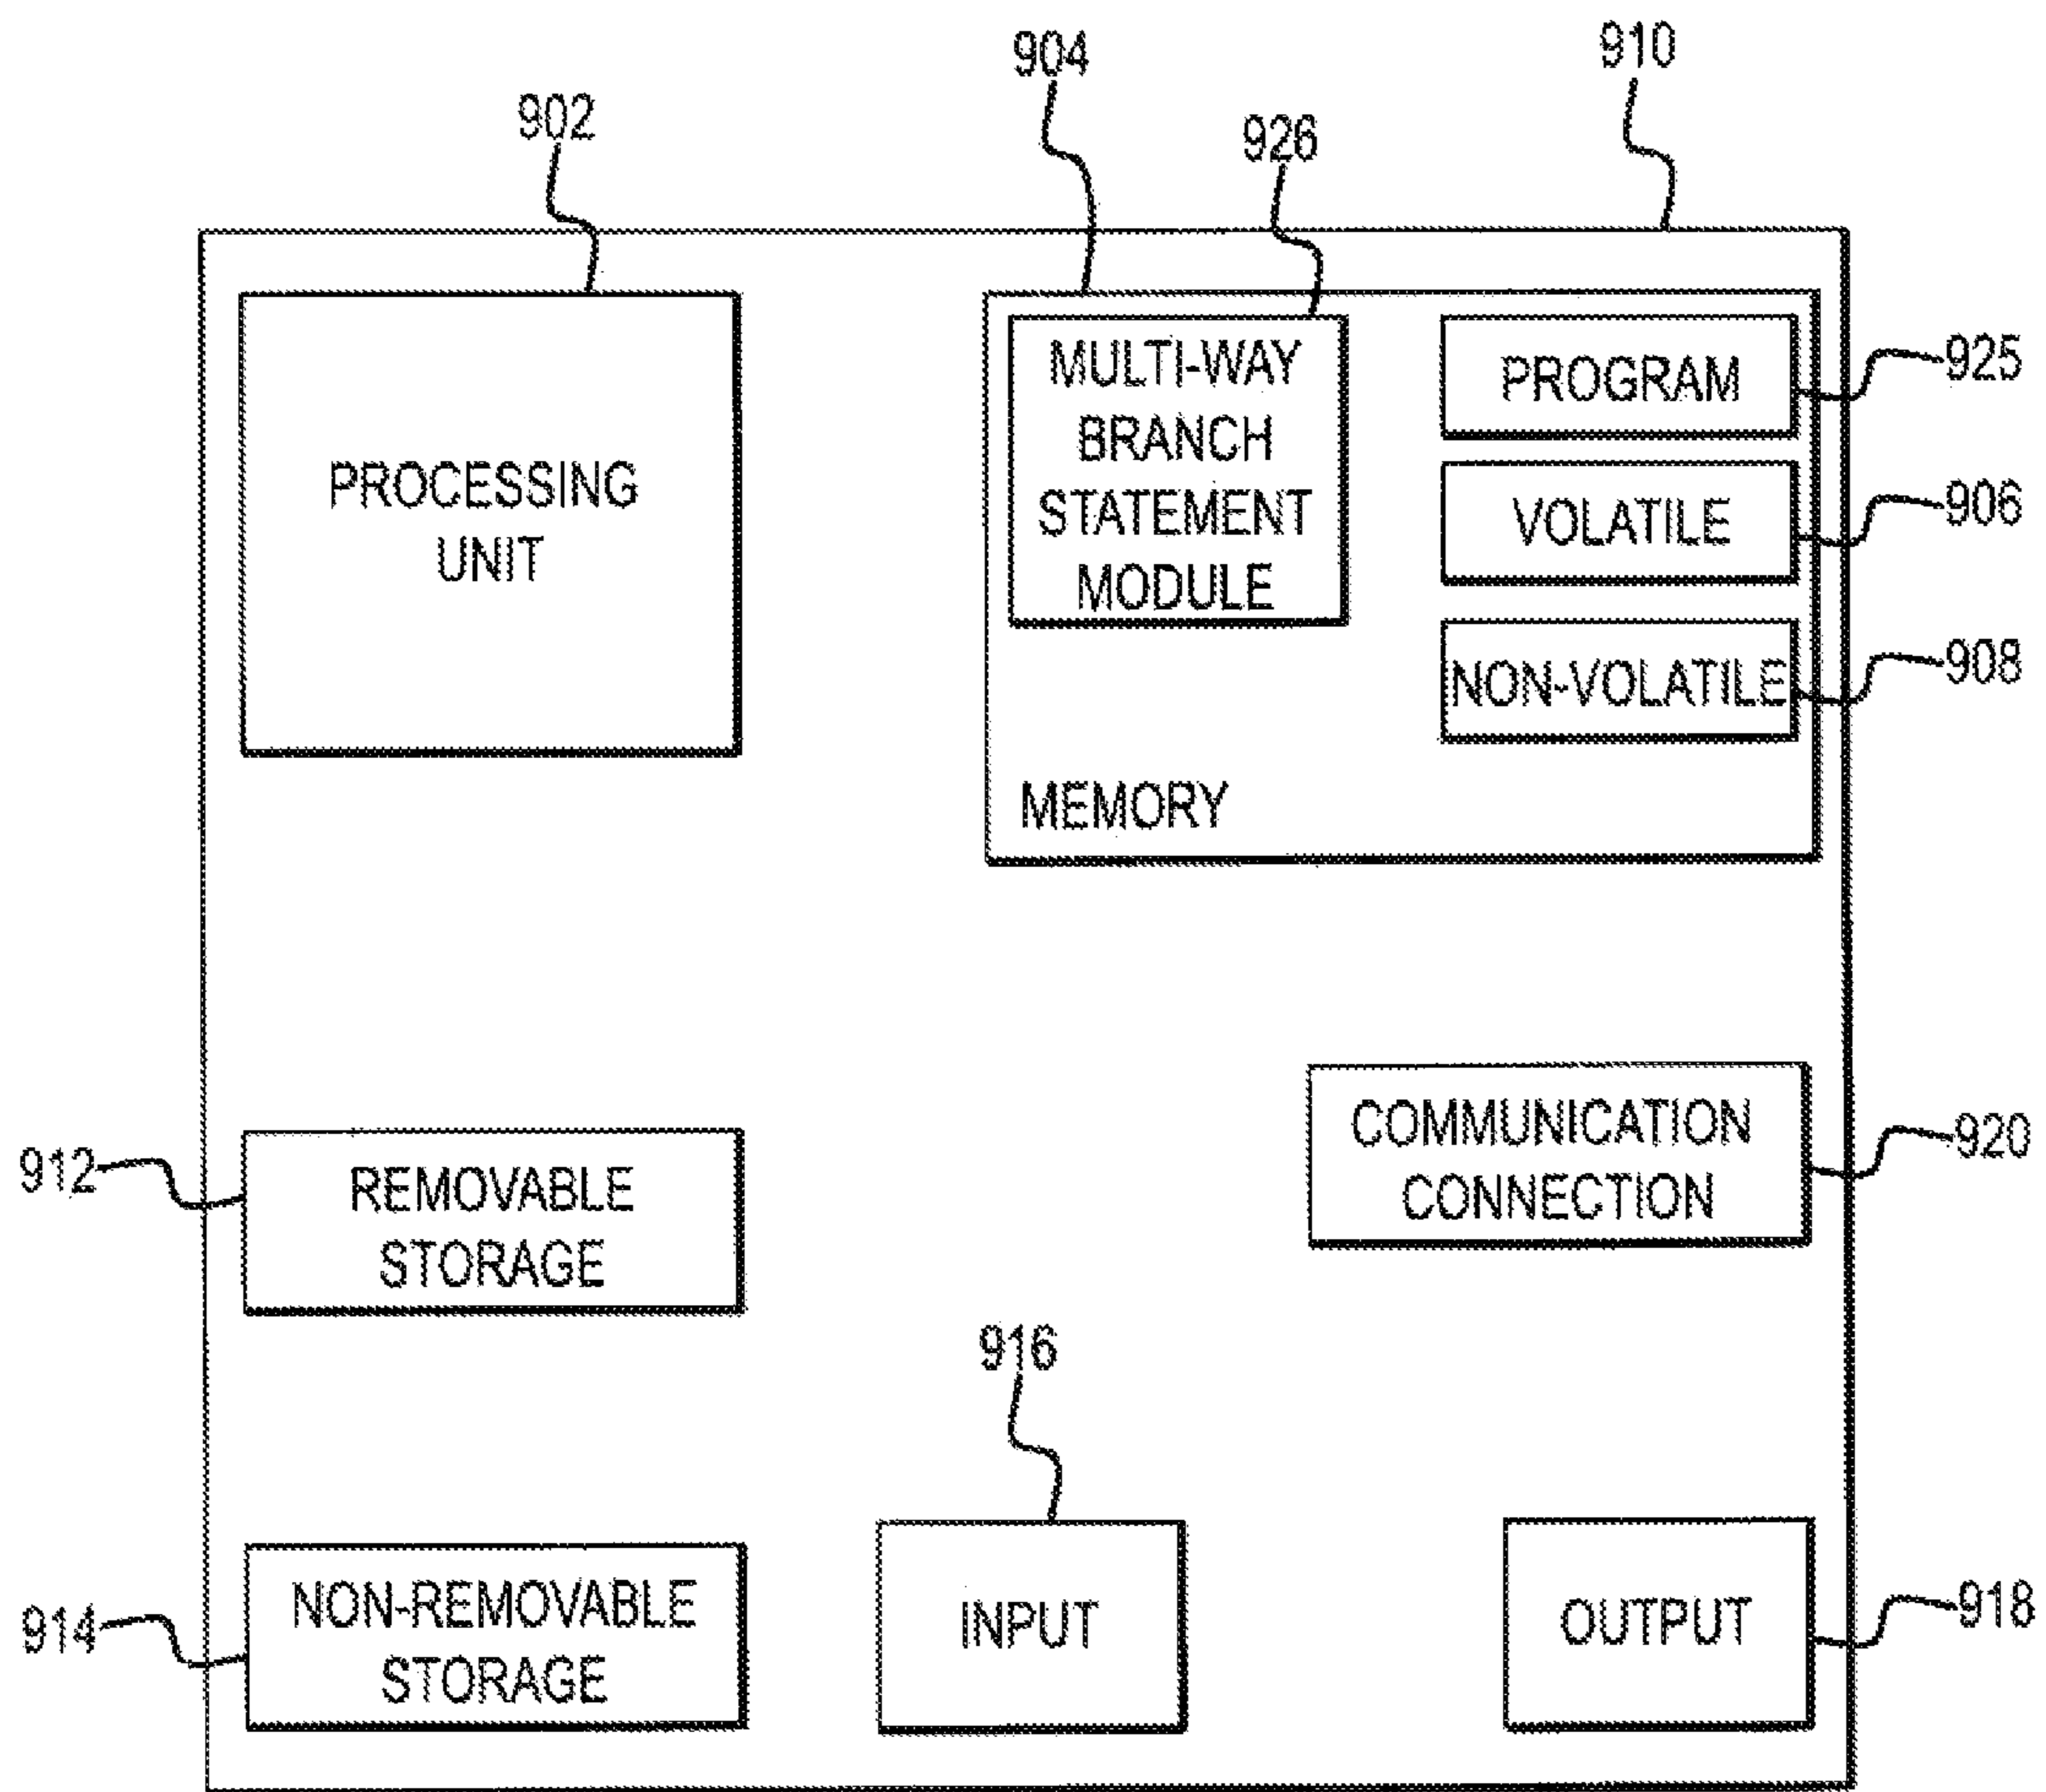 904
910
902
926
PROCESSING
UNIT
MULTI-WAY
BRANCH
STATEMENT
MODULE
PROGRAM
925
VOLATILE
906
NON-VOLATILE
908
MEMORY
COMMUNICATION
CONNECTION
920
912
REMOVABLE
STORAGE
916
914
NON-REMOVABLE
STORAGE
INPUT
OUTPUT
918